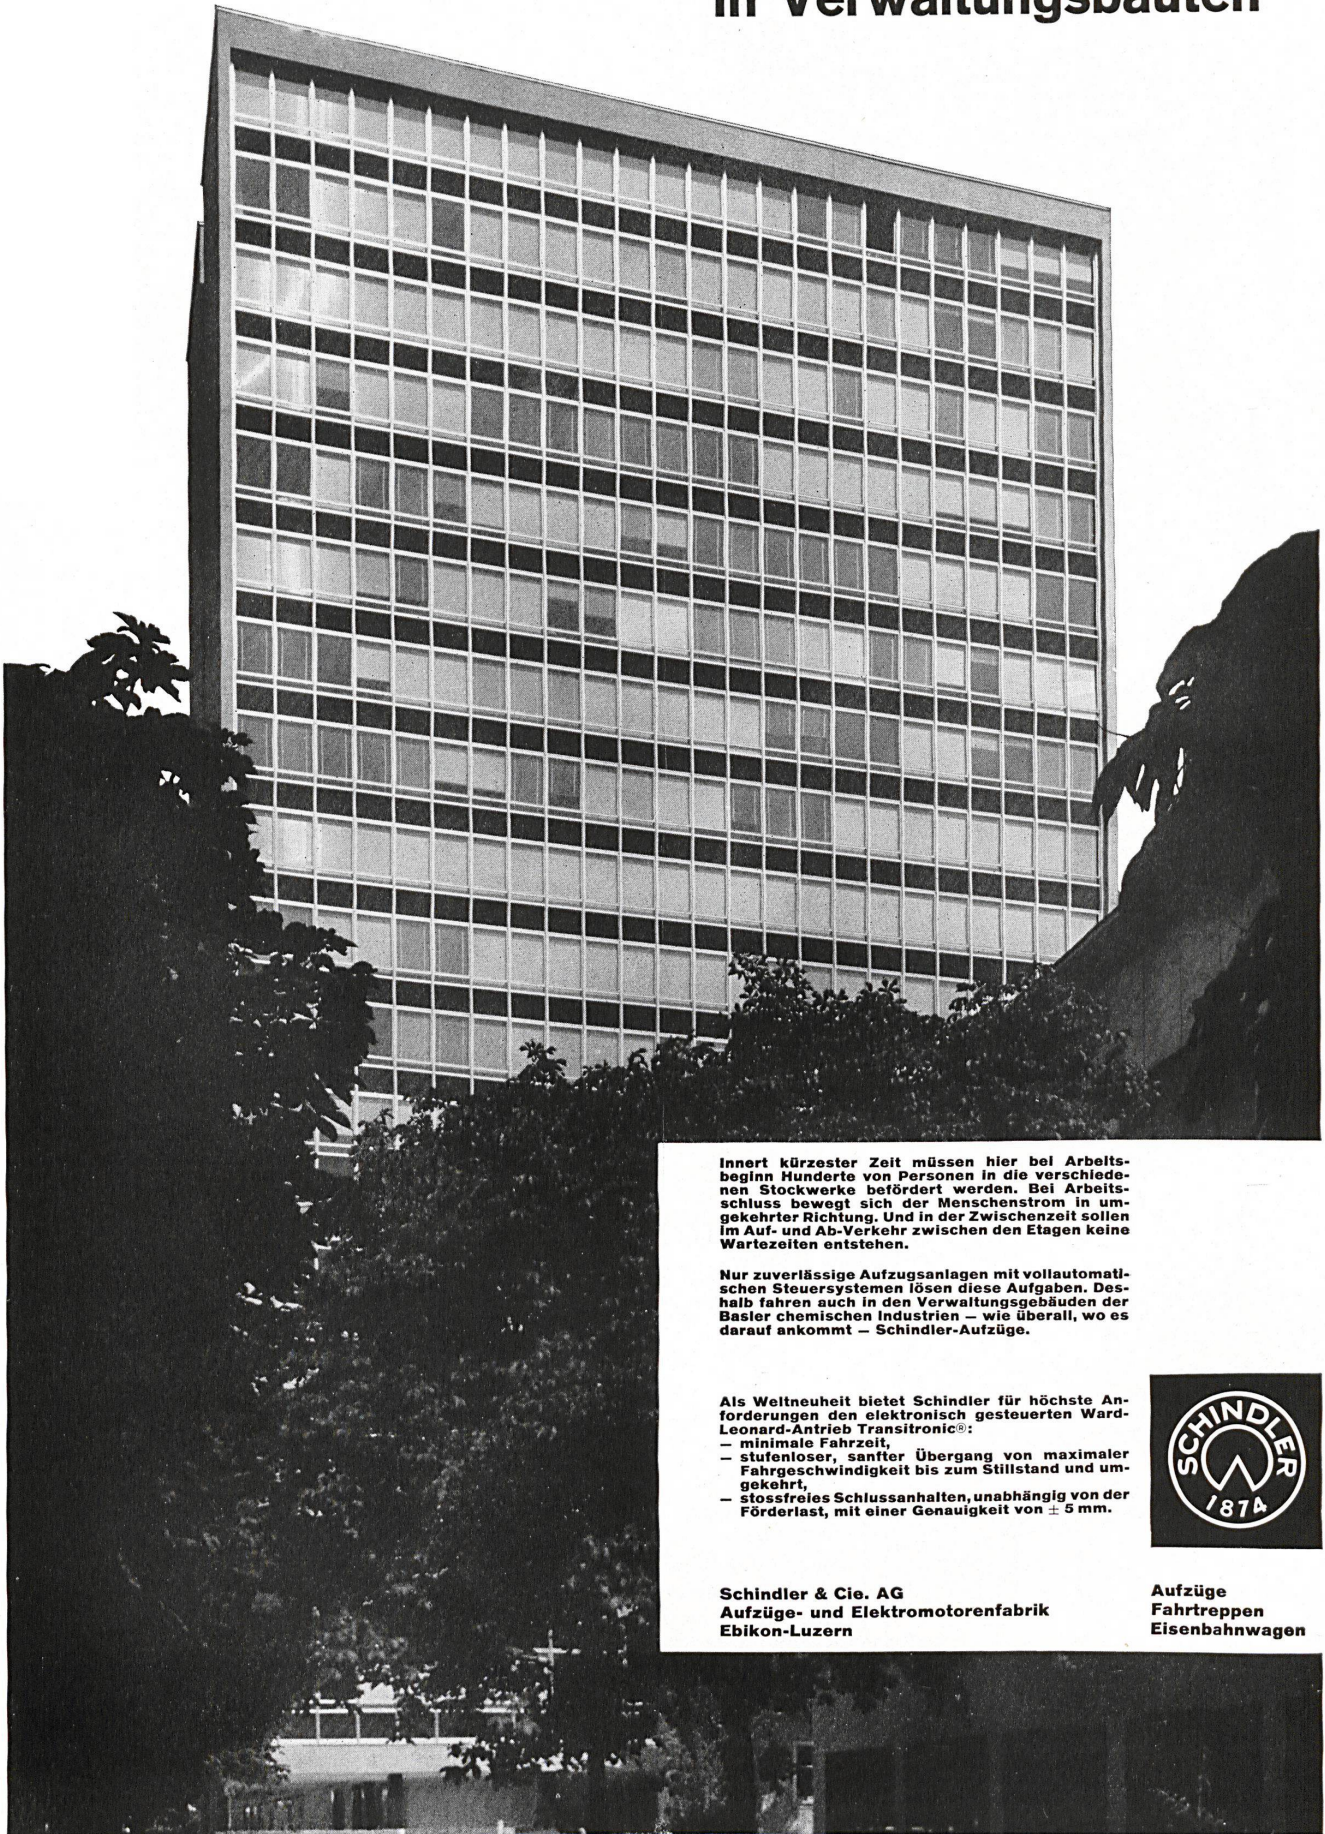 in Verwaltungsbauten
Innert kürzester Zeit müssen hier bei Arbeits-
beginn Hunderte von Personen in die verschiede-
nen Stockwerke befördert werden. Bei Arbeits-
schluss bewegt sich der Menschenstrom in um-
gekehrter Richtung. Und in der Zwischenzeit sollen
im Auf- und Ab-Verkehr zwischen den Etagen keine
Wartezeiten entstehen.
Nur zuverlässige Aufzugsanlagen mit vollautomati-
schen Steuersystemen lösen diese Aufgaben. Des-
halb fahren auch in den Verwaltungsgebäuden der
Basler chemischen Industrien — wie überall, wo es
darauf ankommt — Schindler-Aufzüge.
Als Weltneuheit bietet Schindler für höchste An-
forderungen den elektronisch gesteuerten Ward-
Leonard-Antrieb Transitronic®:
— minimale Fahrzeit,
— stufenloser, sanfter Übergang von maximaler
Fahrgeschwindigkeit bis zum Stillstand und um-
gekehrt,
— stossfreies Schlussanhalten, unabhängig von der
Förderlast, mit einer Genauigkeit von ± 5 mm.
SCHINDLER
1874
Schindler & Cie. AG
Aufzüge- und Elektromotorenfabrik
Ebikon-Luzern
Aufzüge
Fahrtreppen
Eisenbahnwagen